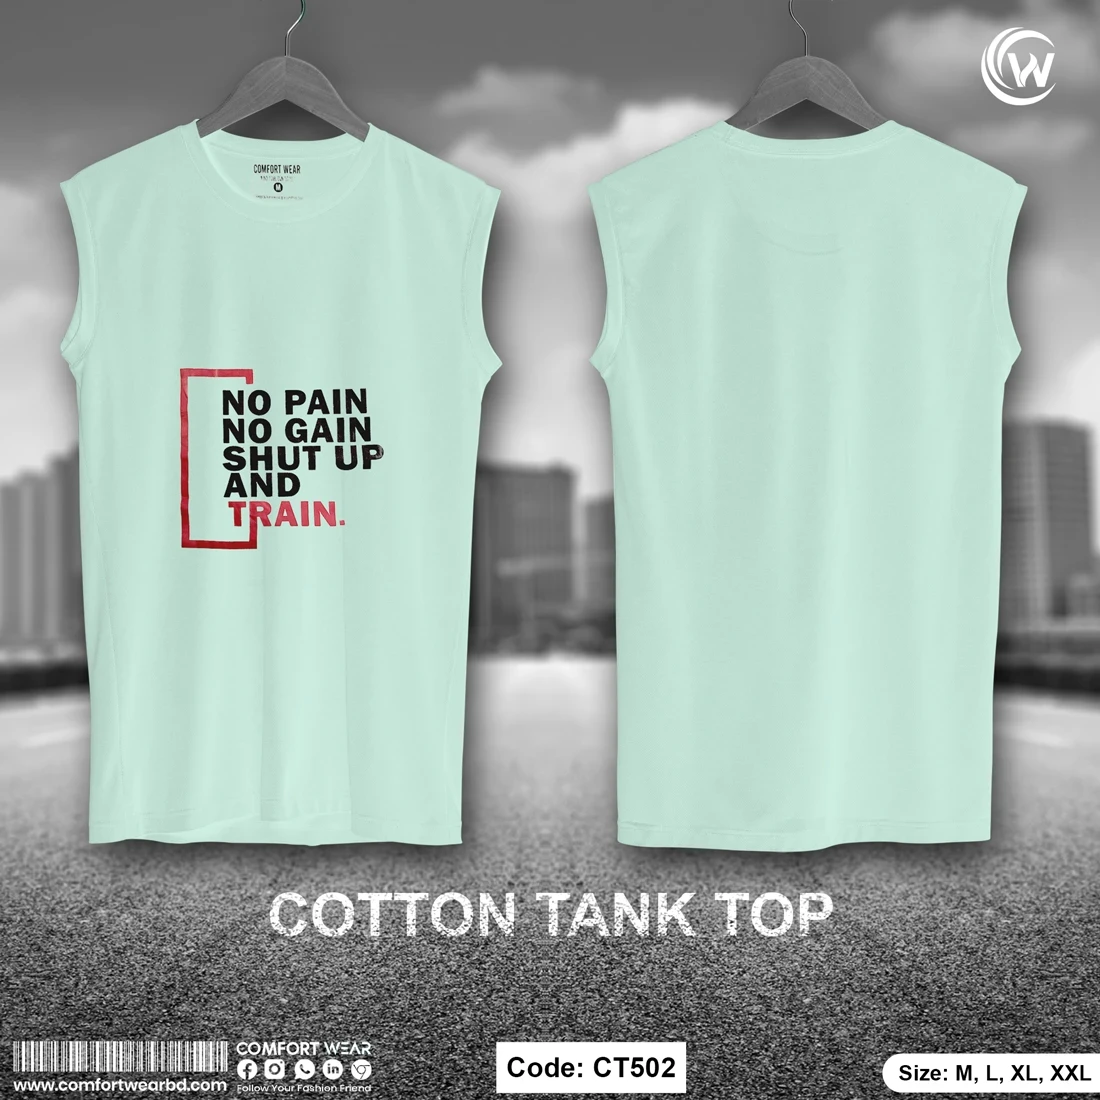 W
COMFORT WEAR
M
NO PAIN
NO GAIN
SHUT UP
AND
TRAIN.
COTTON TANK TOP
COMFORT WEAR
www.comfortwearbd.com
Follow Your Fashion Friend
Code: CT502
Size: M, L, XL, XXL